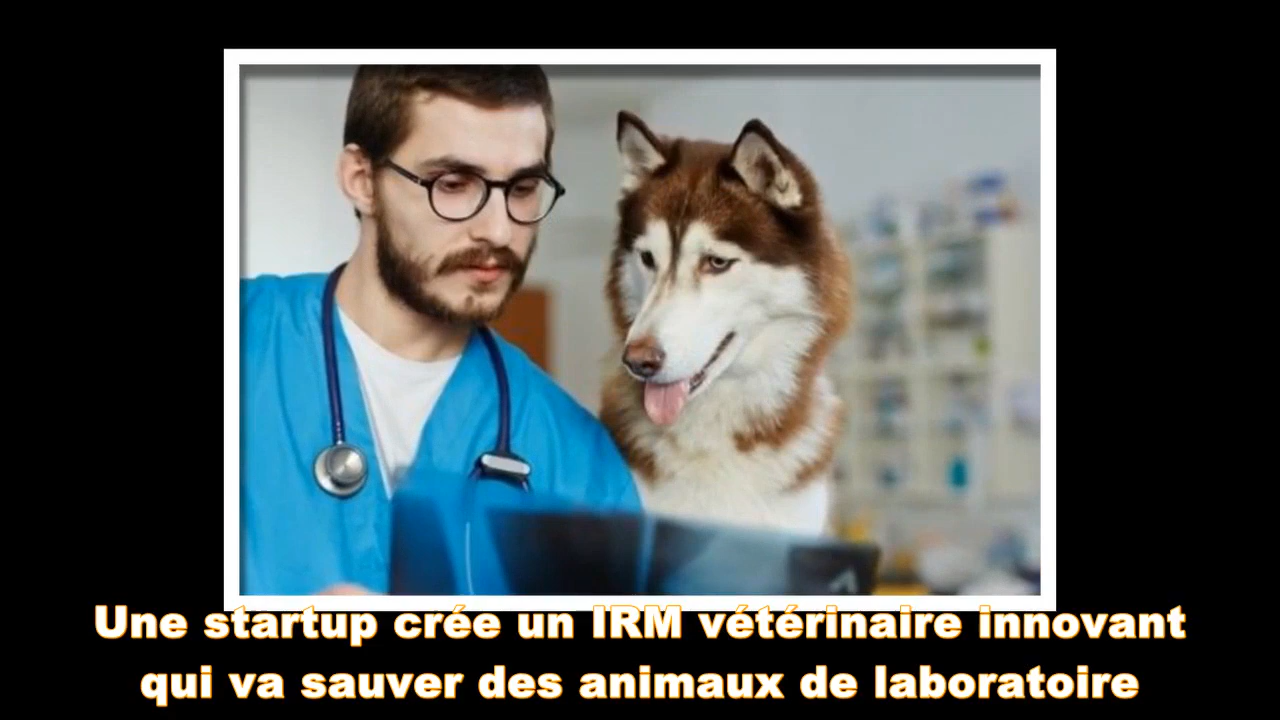 Une startup crée un IRM vétérinaire innovant
qui va sauver des animaux de laboratoire